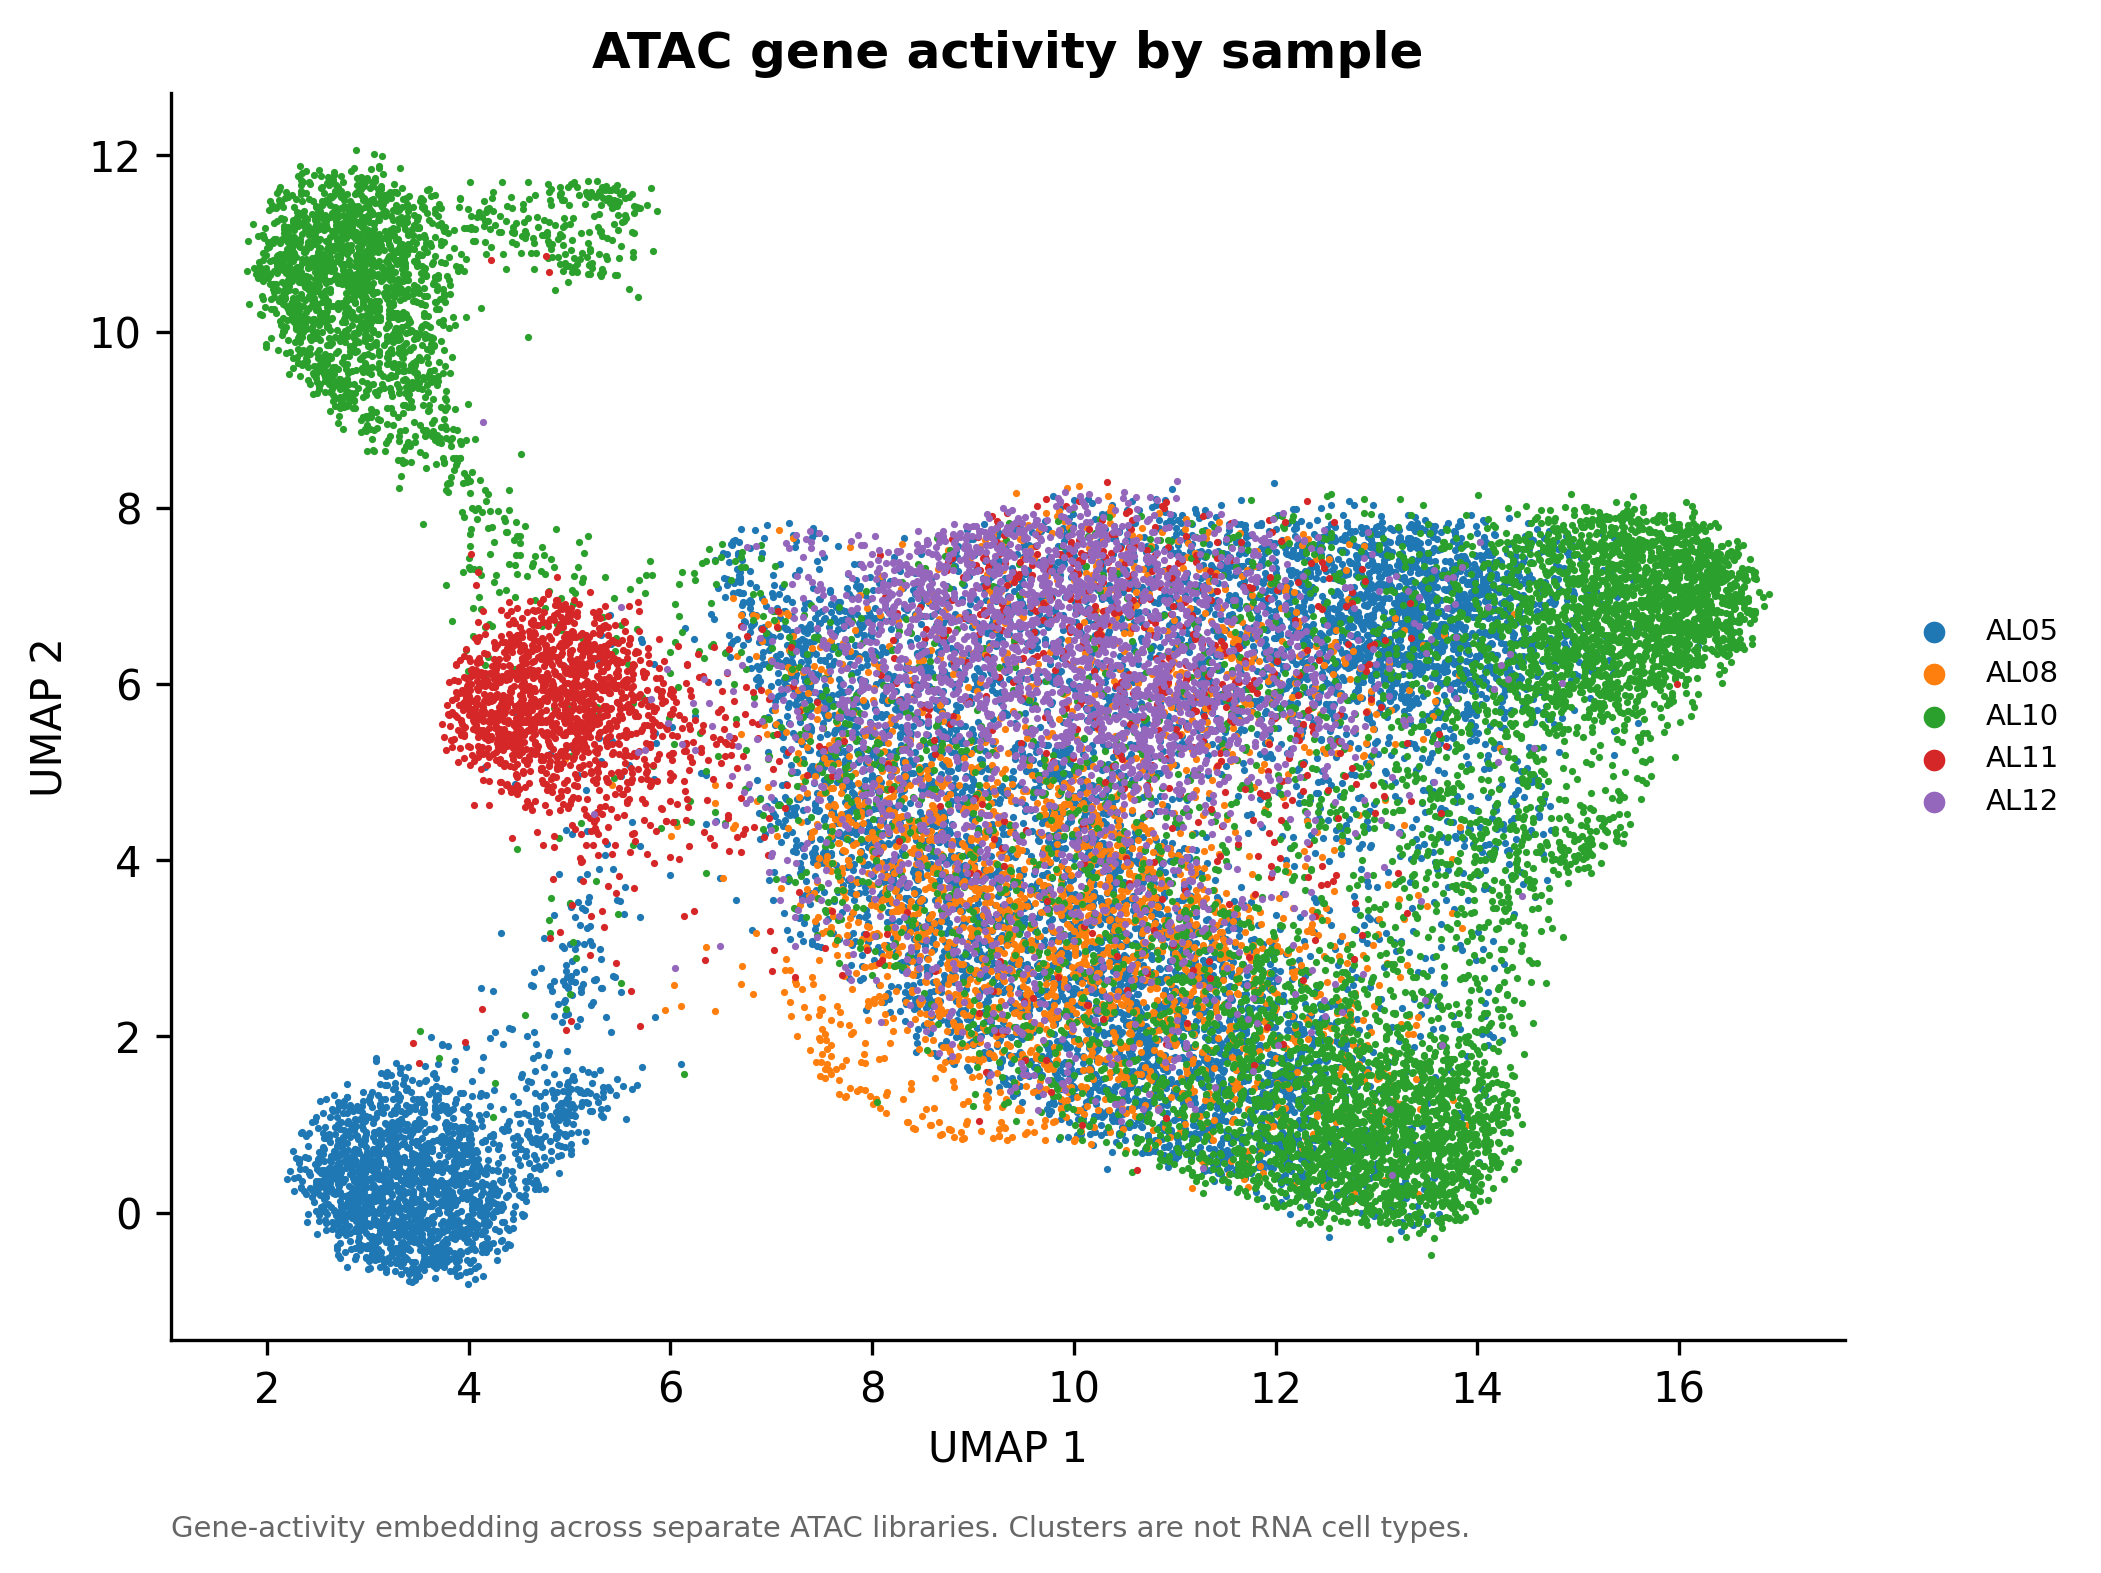 ATAC gene activity by sample
12
10
8
6
4
2
0
UMAP 2
2 4 6 8 10 12 14 16
UMAP 1
AL05
AL08
AL10
AL11
AL12
Gene-activity embedding across separate ATAC libraries. Clusters are not RNA cell types.